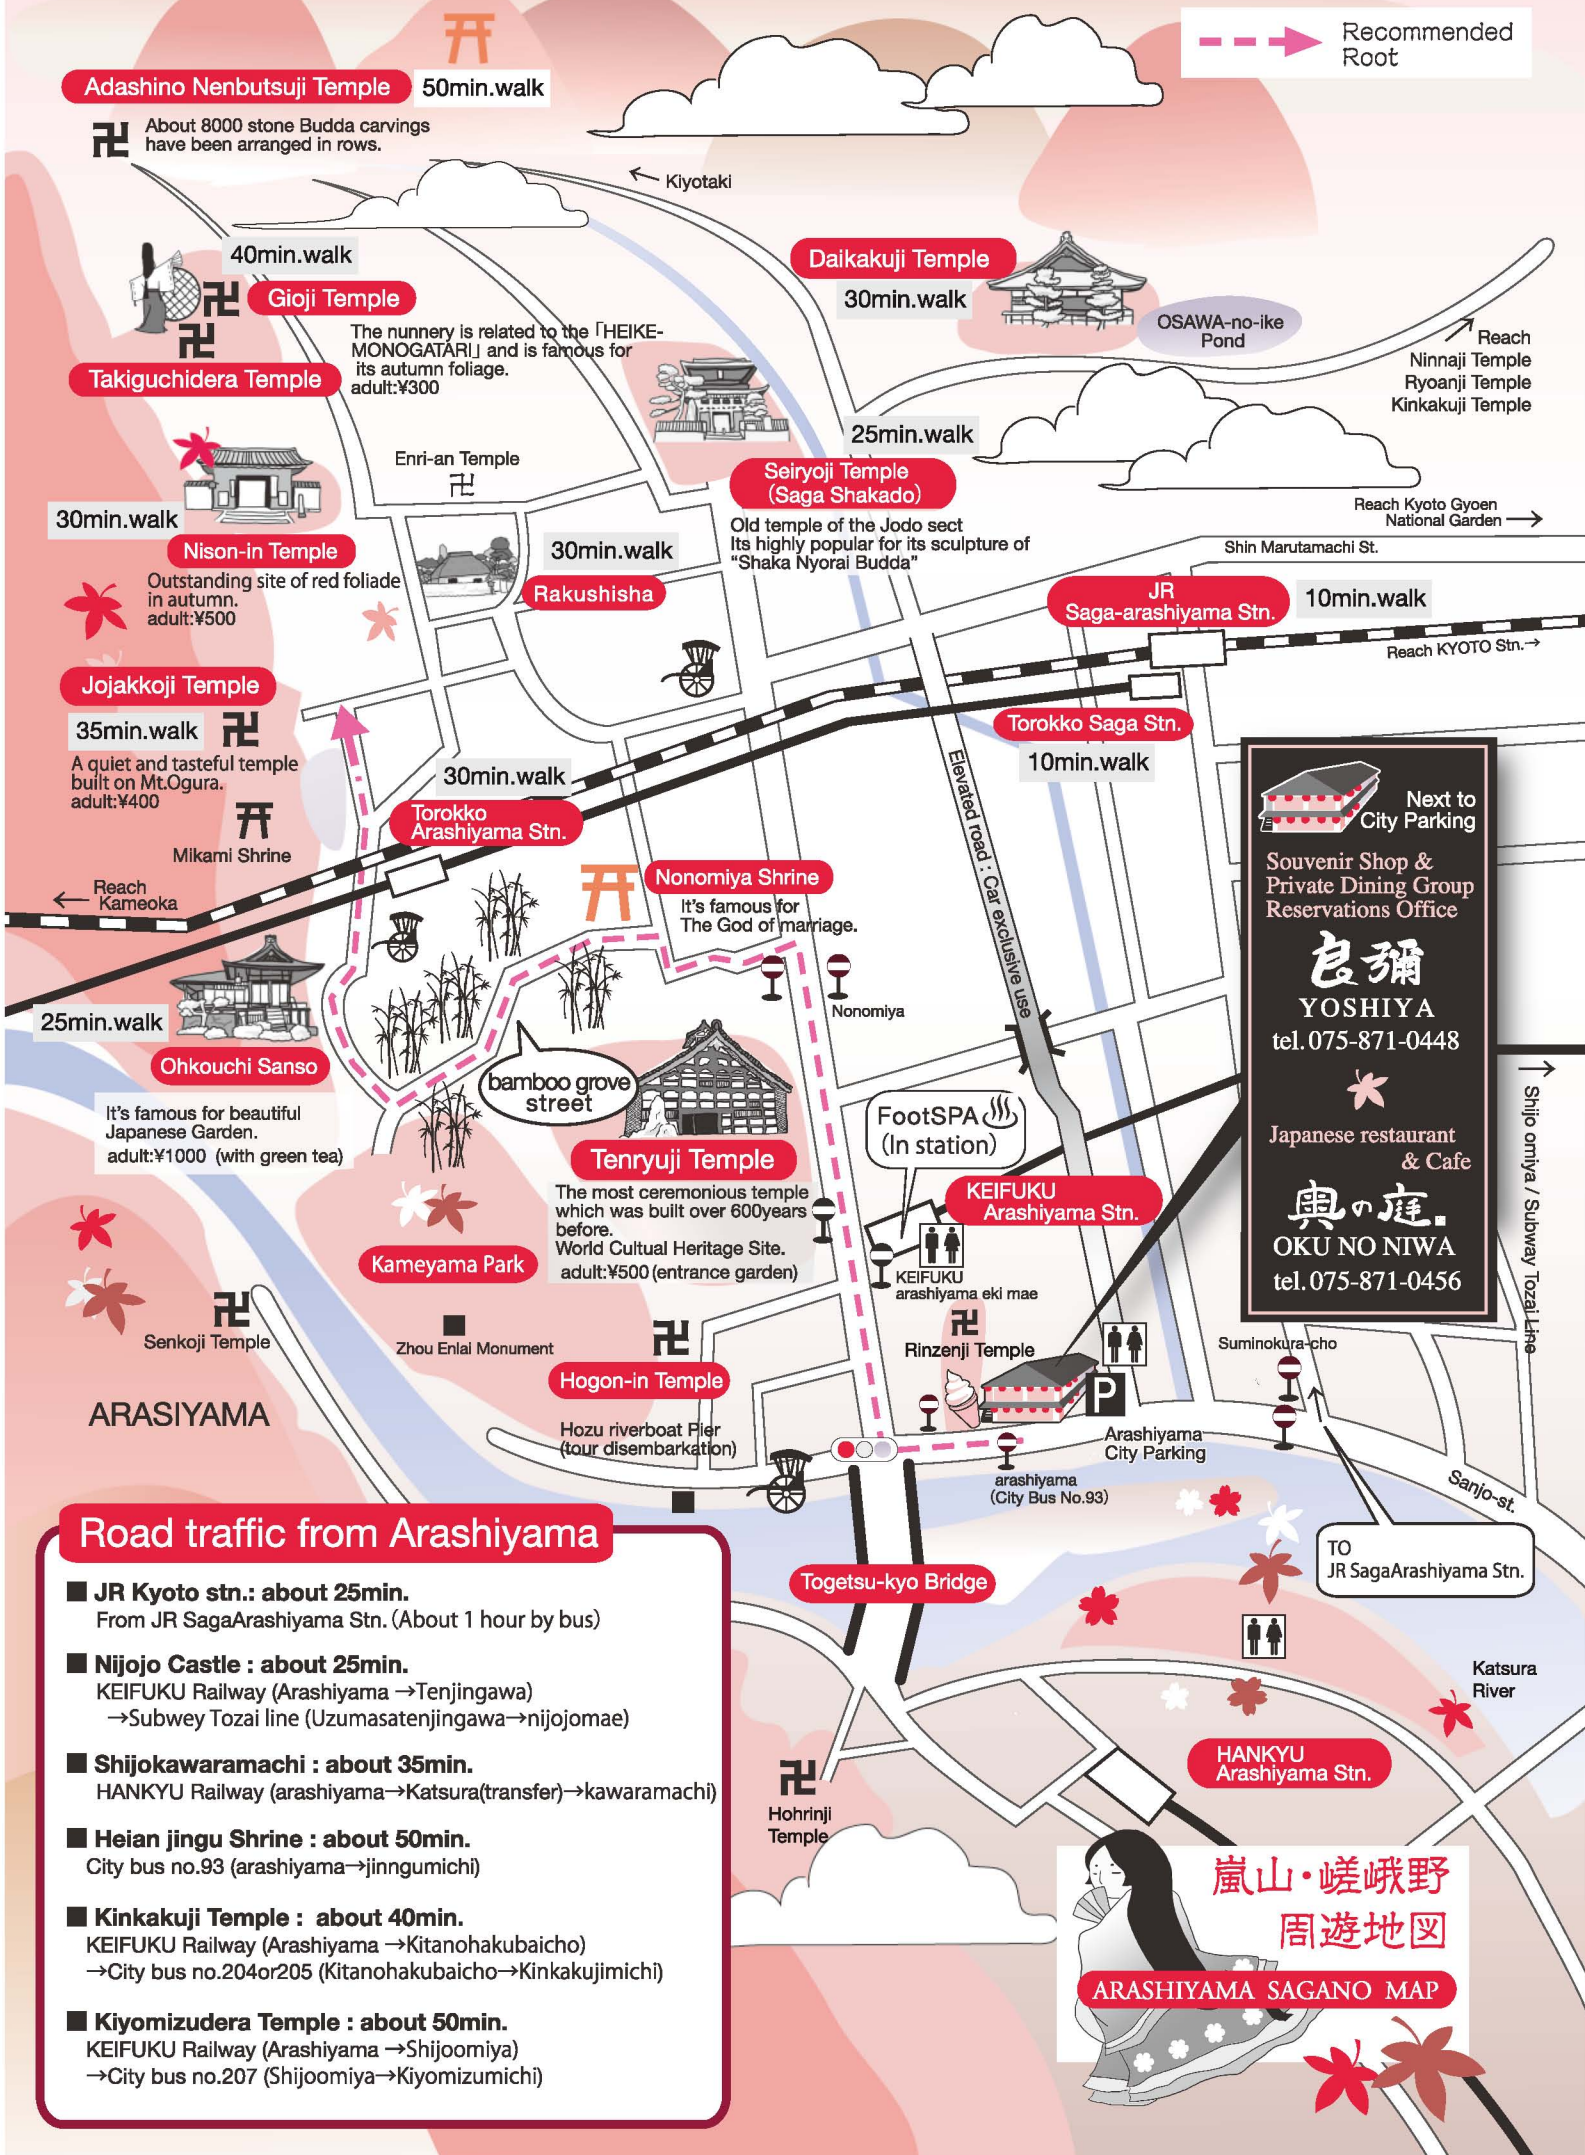 Recommended
Root
Adashino Nenbutsuji Temple
50min.walk
About 8000 stone Budda carvings
have been arranged in rows.
← Kiyotaki
40min.walk
Gioji Temple
The nunnery is related to the「HEIKE-
MONOGATARI」and is famous for
its autumn foliage.
adult:¥300
Takiguchidera Temple
Daikakuji Temple
30min.walk
OSAWA-no-ike
Pond
Reach
Ninnaji Temple
Ryoanji Temple
Kinkakuji Temple
25min.walk
Seiryoji Temple
(Saga Shakado)
Old temple of the Jodo sect
Its highly popular for its sculpture of
“Shaka Nyorai Budda”
Enri-an Temple
30min.walk
Nison-in Temple
Outstanding site of red foliade
in autumn.
adult:¥500
30min.walk
Rakushisha
Reach Kyoto Gyoen
National Garden →
Shin Marutamachi St.
JR
Saga-arashiyama Stn.
10min.walk
Reach KYOTO Stn.→
Jojakkoji Temple
35min.walk
A quiet and tasteful temple
built on Mt.Ogura.
adult:¥400
Mikami Shrine
Torokko Saga Stn.
10min.walk
30min.walk
Torokko
Arashiyama Stn.
Elevated road : Car exclusive use
Reach
← Kameoka
Nonomiya Shrine
It's famous for
The God of marriage.
Nonomiya
25min.walk
Ohkouchi Sanso
It's famous for beautiful
Japanese Garden.
adult:¥1000 (with green tea)
bamboo grove
street
Tenryuji Temple
The most ceremonious temple
which was built over 600years
before.
World Cultual Heritage Site.
adult:¥500 (entrance garden)
FootSPA
(In station)
KEIFUKU
Arashiyama Stn.
KEIFUKU
arashiyama eki mae
Kameyama Park
Zhou Enlai Monument
Senkoji Temple
Hogon-in Temple
Rinzenji Temple
P
Arashiyama
City Parking
Hozu riverboat Pier
(tour disembarkation)
arashiyama
(City Bus No.93)
ARASIYAMA
Next to
City Parking
Souvenir Shop &
Private Dining Group
Reservations Office
良彌
YOSHIYA
tel.075-871-0448
Japanese restaurant
& Cafe
奥の庭.
OKU NO NIWA
tel.075-871-0456
→
Shijo omiya / Subway Tozai Line
Suminokura-cho
Sanjo-st.
TO
JR SagaArashiyama Stn.
Togetsu-kyo Bridge
Katsura
River
HANKYU
Arashiyama Stn.
Hohrinji
Temple
Road traffic from Arashiyama
■ JR Kyoto stn.: about 25min.
From JR SagaArashiyama Stn. (About 1 hour by bus)
■ Nijojo Castle : about 25min.
KEIFUKU Railway (Arashiyama →Tenjingawa)
→Subwey Tozai line (Uzumasatenjingawa→nijojomae)
■ Shijokawaramachi : about 35min.
HANKYU Railway (arashiyama→Katsura(transfer)→kawaramachi)
■ Heian jingu Shrine : about 50min.
City bus no.93 (arashiyama→jinngumichi)
■ Kinkakuji Temple : about 40min.
KEIFUKU Railway (Arashiyama →Kitanohakubaicho)
→City bus no.204or205 (Kitanohakubaicho→Kinkakujimichi)
■ Kiyomizudera Temple : about 50min.
KEIFUKU Railway (Arashiyama →Shijoomiya)
→City bus no.207 (Shijoomiya→Kiyomizumichi)
嵐山・嵯峨野
周遊地図
ARASHIYAMA SAGANO MAP